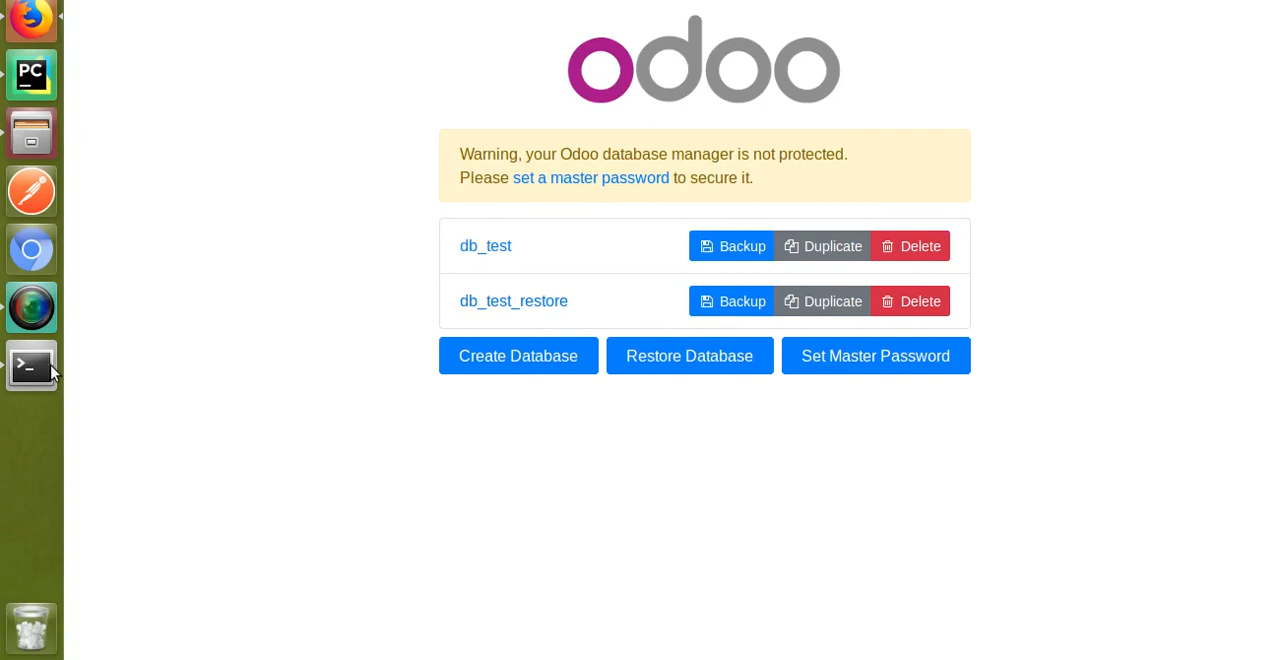 PC
odoo
Warning, your Odoo database manager is not protected.
Please set a master password to secure it.
db_test Backup Duplicate Delete
db_test_restore Backup Duplicate Delete
Create Database Restore Database Set Master Password
>_